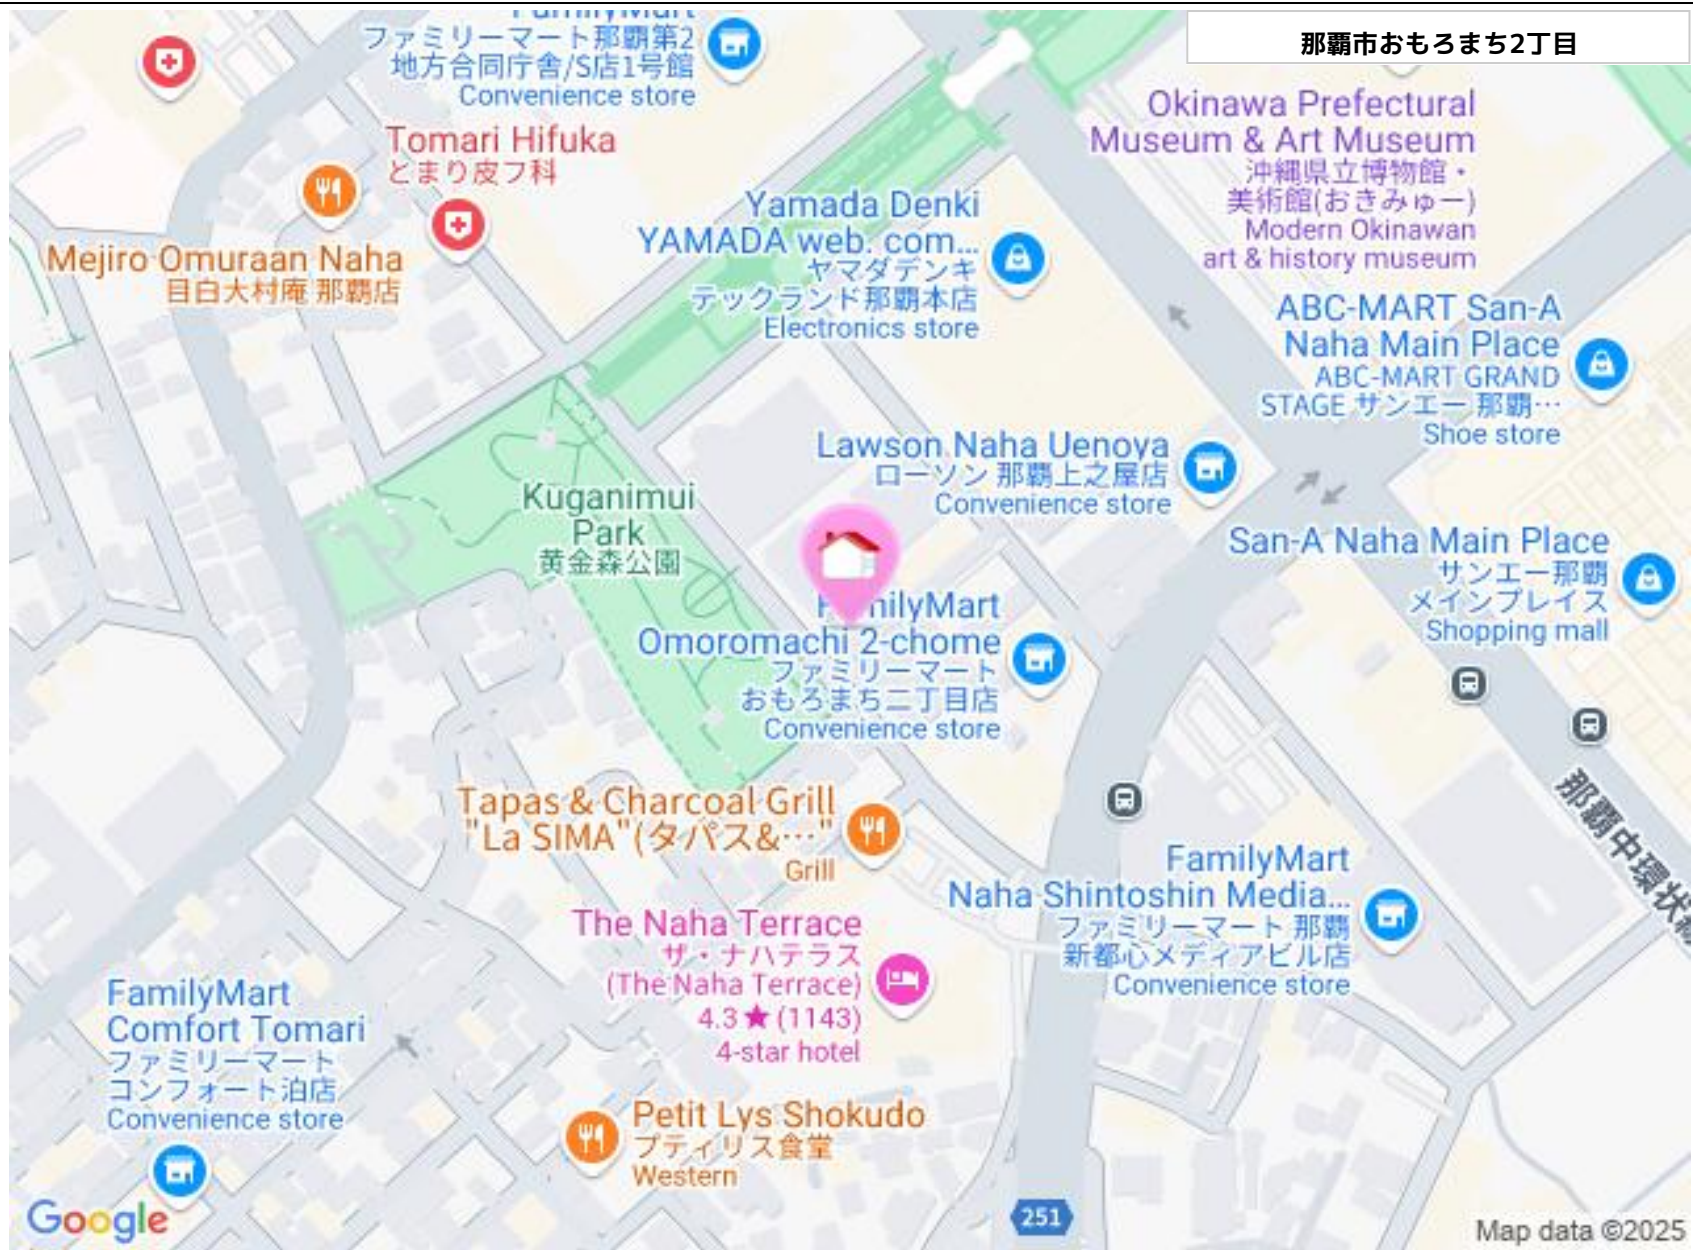 那覇市おもろまち2丁目
FamilyMart
ファミリーマート那覇第2
地方合同庁舎/S店1号館
Convenience store
Okinawa Prefectural
Museum & Art Museum
沖縄県立博物館・
美術館(おきみゅー)
Modern Okinawan
art & history museum
Tomari Hifuka
とまり皮フ科
Mejiro Omuraan Naha
目白大村庵 那覇店
Yamada Denki
YAMADA web. com...
ヤマダデンキ
テックランド那覇本店
Electronics store
ABC-MART San-A
Naha Main Place
ABC-MART GRAND
STAGE サンエー 那覇…
Shoe store
Lawson Naha Uenoya
ローソン 那覇上之屋店
Convenience store
Kuganimui
Park
黄金森公園
San-A Naha Main Place
サンエー那覇
メインプレイス
Shopping mall
FamilyMart
Omoromachi 2-chome
ファミリーマート
おもろまち二丁目店
Convenience store
Tapas & Charcoal Grill
"La SIMA"(タパス&…"
Grill
那覇中環状線
FamilyMart
Naha Shintoshin Media...
ファミリーマート 那覇
新都心メディアビル店
Convenience store
The Naha Terrace
ザ・ナハテラス
(The Naha Terrace)
4.3★(1143)
4-star hotel
FamilyMart
Comfort Tomari
ファミリーマート
コンフォート泊店
Convenience store
Petit Lys Shokudo
プティリス食堂
Western
251
Google
Map data ©2025